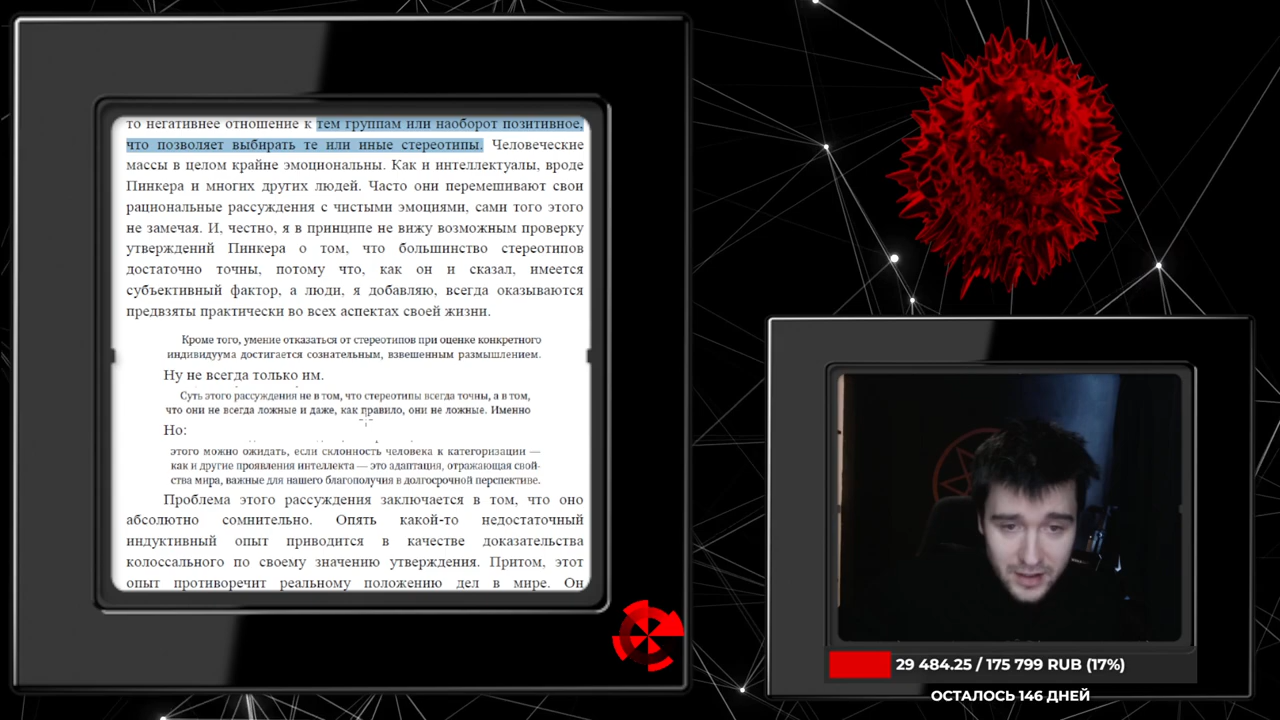 то негативнее отношение к тем группам или наоборот позитивное,
что позволяет выбирать те или иные стереотипы. Человеческие
массы в целом крайне эмоциональны. Как и интеллектуалы, вроде
Пинкера и многих других людей. Часто они перемешивают свои
рациональные рассуждения с чистыми эмоциями, сами того этого
не замечая. И, честно, я в принципе не вижу возможным проверку
утверждений Пинкера о том, что большинство стереотипов
достаточно точны, потому что, как он и сказал, имеется
субъективный фактор, а люди, я добавляю, всегда оказываются
предвзяты практически во всех аспектах своей жизни.
Кроме того, умение отказаться от стереотипов при оценке конкретного
индивидуума достигается сознательным, взвешенным размышлением.
Ну не всегда только им.
Суть этого рассуждения не в том, что стереотипы всегда точны, а в том,
что они не всегда ложные и даже, как правило, они не ложные. Именно
Но:
этого можно ожидать, если склонность человека к категоризации —
как и другие проявления интеллекта — это адаптация, отражающая свой-
ства мира, важные для нашего благополучия в долгосрочной перспективе.
Проблема этого рассуждения заключается в том, что оно
абсолютно сомнительно. Опять какой-то недостаточный
индуктивный опыт приводится в качестве доказательства
колоссального по своему значению утверждения. Притом, этот
опыт противоречит реальному положению дел в мире. Он
29 484.25 / 175 799 RUB (17%)
ОСТАЛОСЬ 146 ДНЕЙ